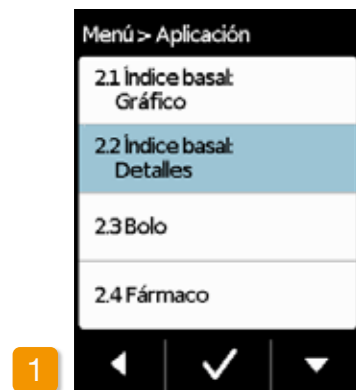 Menú > Aplicación
2.1 Índice basal:
Gráfico
2.2 Índice basal:
Detalles
2.3 Bolo
2.4 Fármaco
1